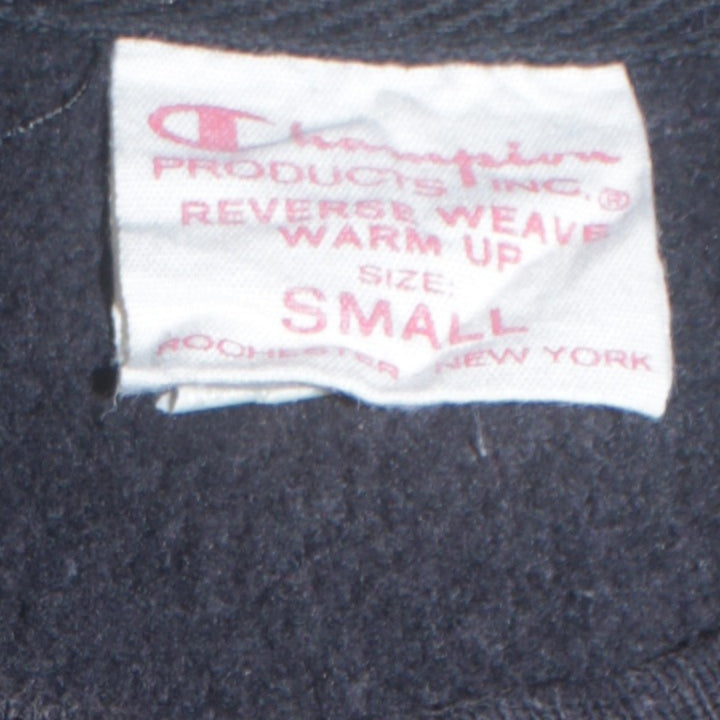 Champion
PRODUCTS INC.®
REVERSE WEAVE
WARM UP
SIZE:
SMALL
ROCHESTER NEW YORK